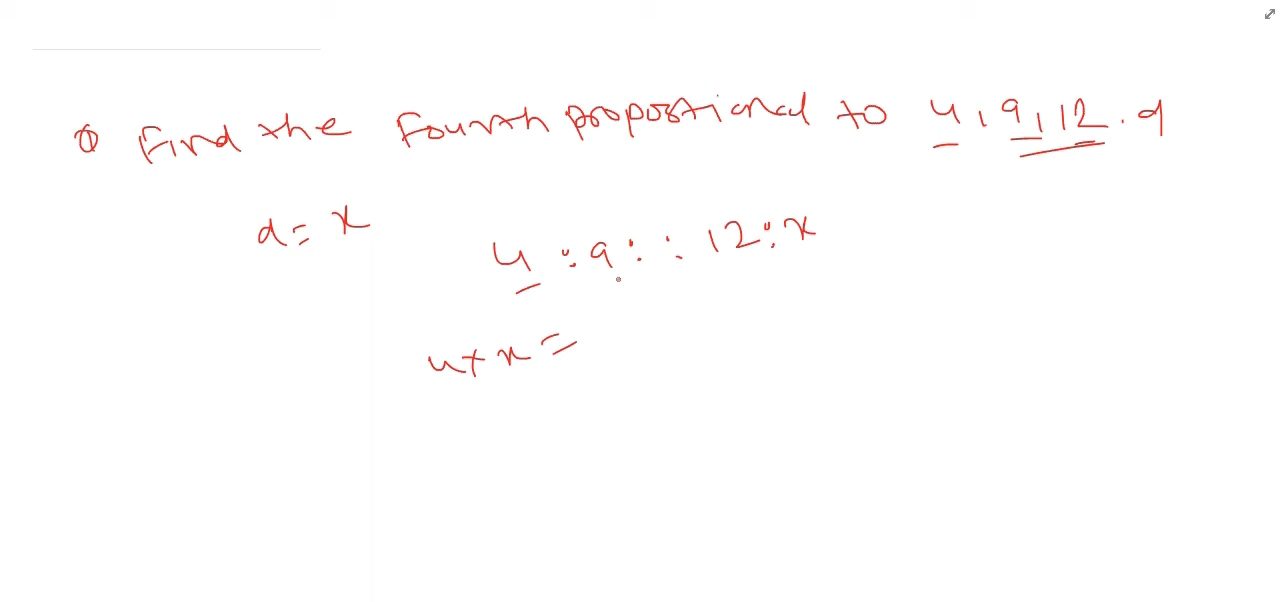 Q Find the Fourth proportional to 4, 9, 12. d
d = x
4 : 9 : : 12 : x
4 × x =